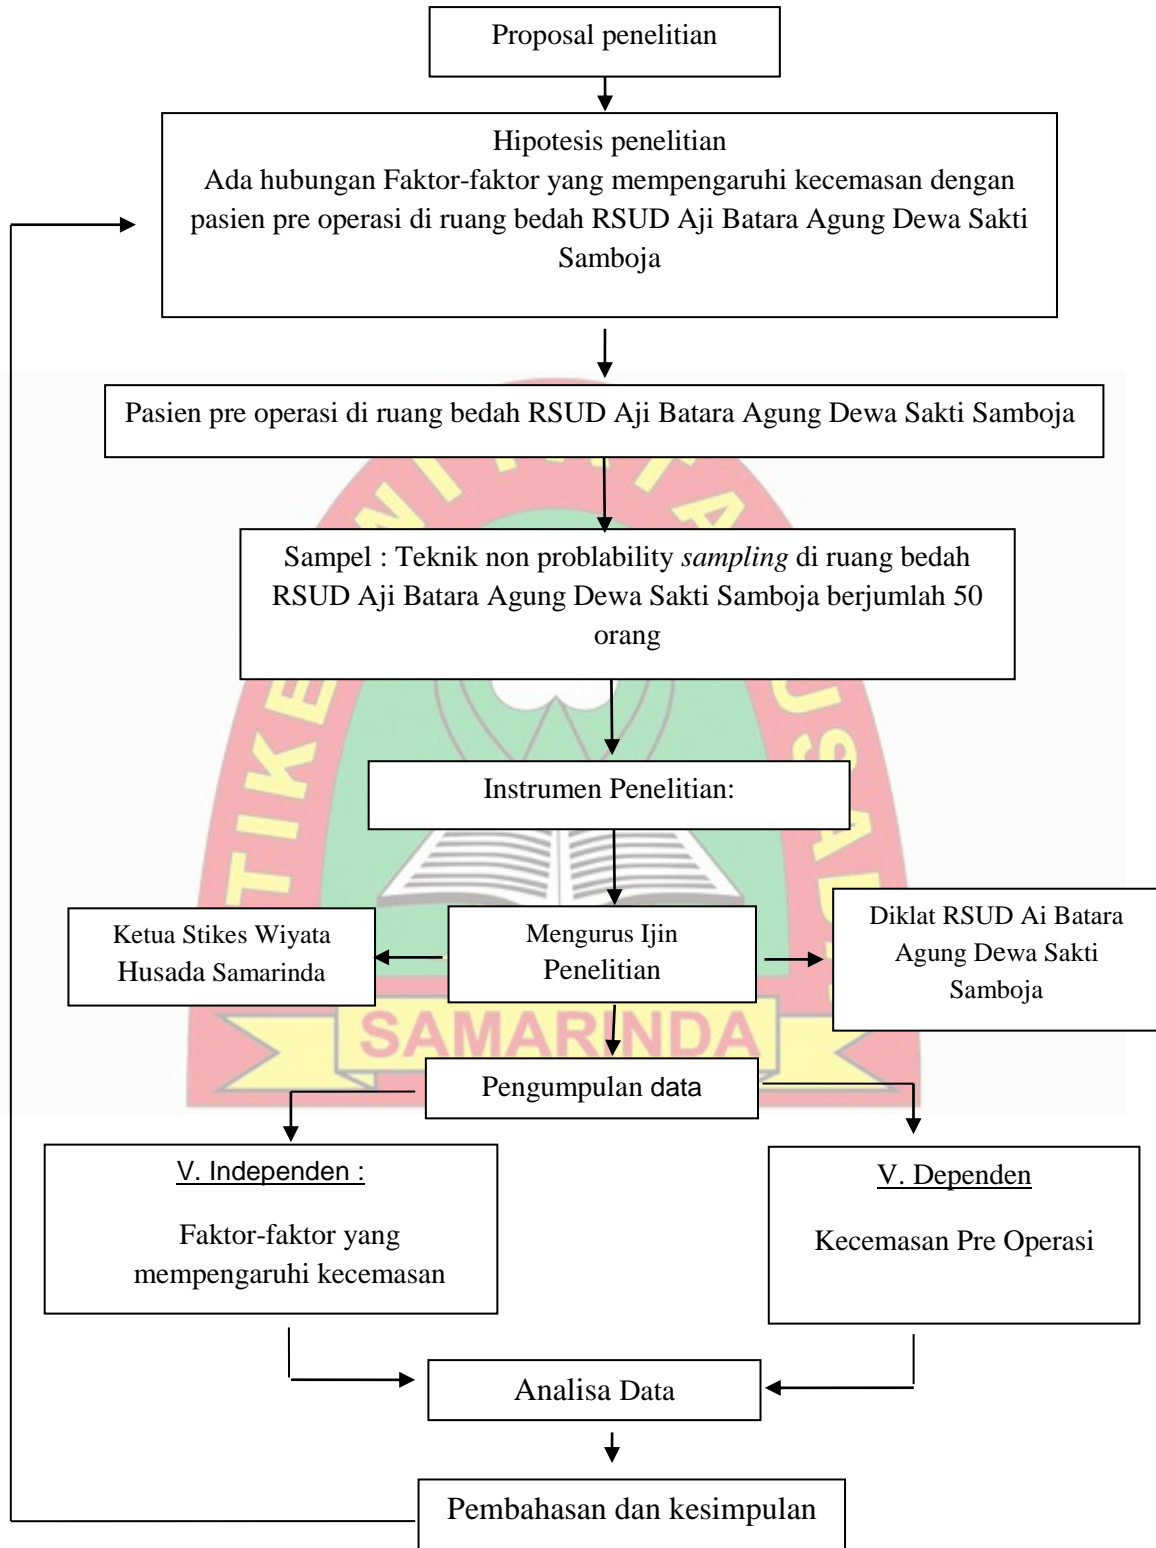 Proposal penelitian
Hipotesis penelitian
Ada hubungan Faktor-faktor yang mempengaruhi kecemasan dengan
pasien pre operasi di ruang bedah RSUD Aji Batara Agung Dewa Sakti
Samboja
Pasien pre operasi di ruang bedah RSUD Aji Batara Agung Dewa Sakti Samboja
Sampel : Teknik non problability sampling di ruang bedah
RSUD Aji Batara Agung Dewa Sakti Samboja berjumlah 50
orang
Instrumen Penelitian:
Ketua Stikes Wiyata
Husada Samarinda
Mengurus Ijin
Penelitian
Diklat RSUD Ai Batara
Agung Dewa Sakti
Samboja
SAMARINDA
Pengumpulan data
V. Independen :
Faktor-faktor yang
mempengaruhi kecemasan
V. Dependen
Kecemasan Pre Operasi
Analisa Data
Pembahasan dan kesimpulan